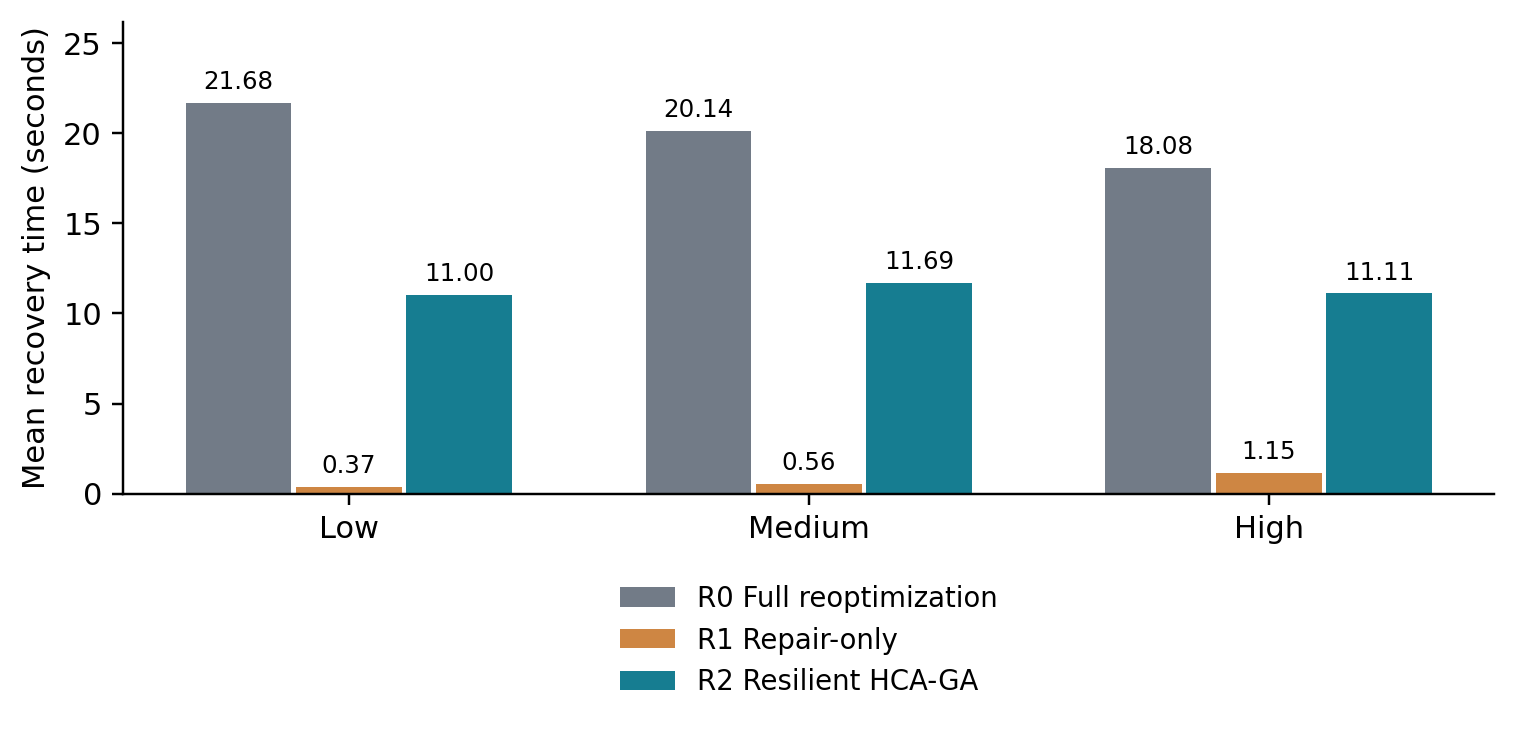 Mean recovery time (seconds)
25
20
15
10
5
0
21.68
0.37
11.00
20.14
0.56
11.69
18.08
1.15
11.11
Low
Medium
High
R0 Full reoptimization
R1 Repair-only
R2 Resilient HCA-GA